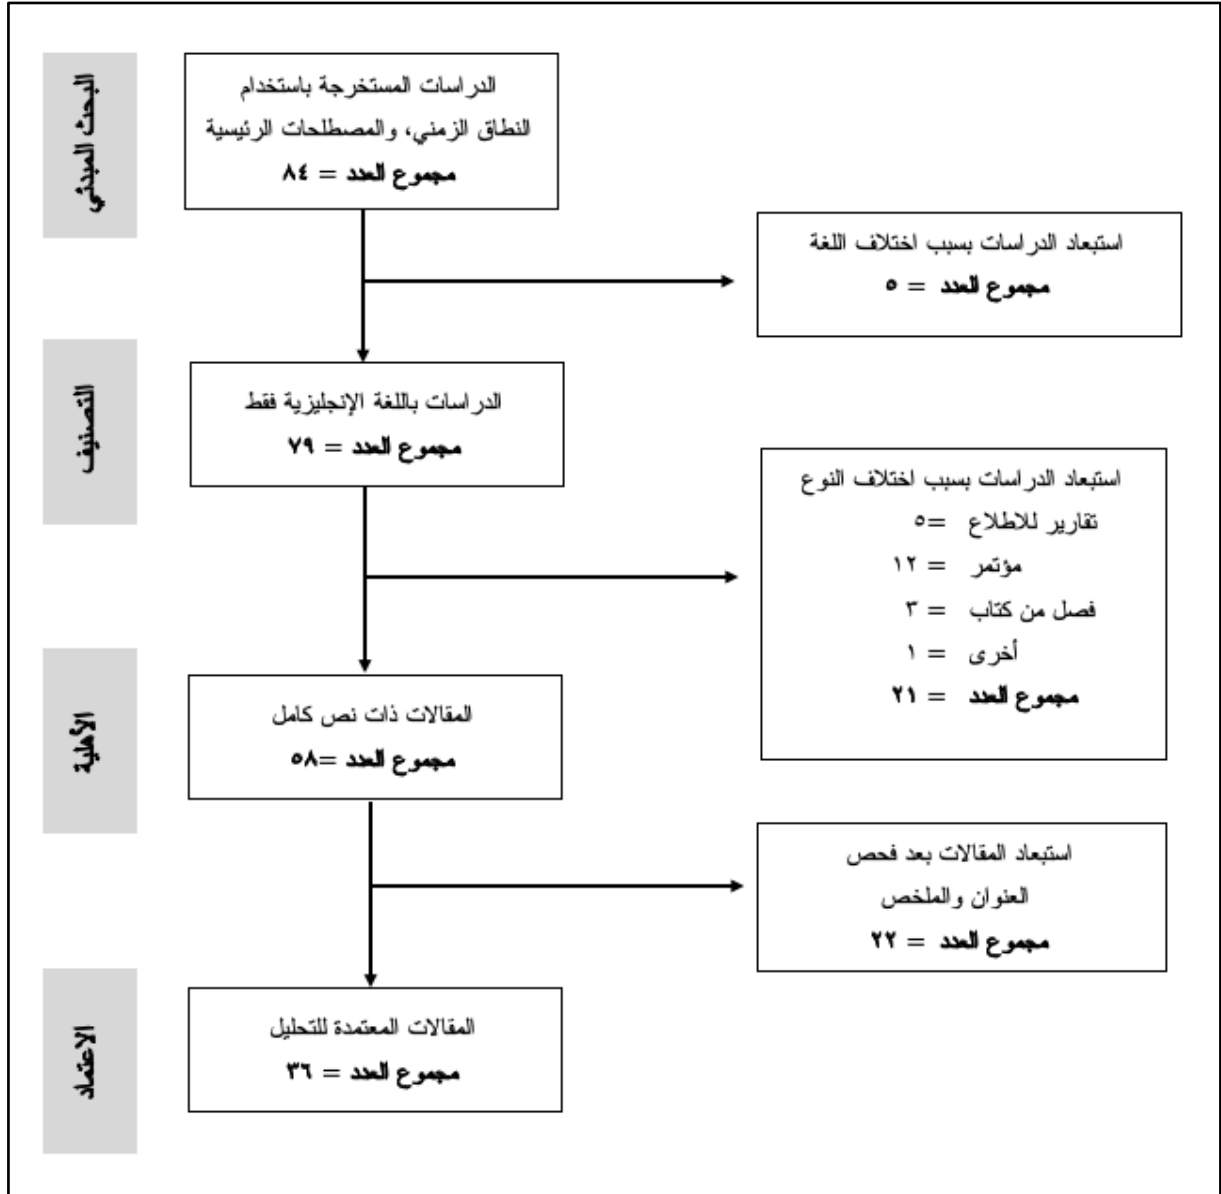 البحث المبدئي
الدراسات المستخرجة باستخدام
النطاق الزمني، والمصطلحات الرئيسية
مجموع العدد = ٨٤
استبعاد الدراسات بسبب اختلاف اللغة
مجموع العدد = ٥
التصنيف
الدراسات باللغة الإنجليزية فقط
مجموع العدد = ٧٩
استبعاد الدراسات بسبب اختلاف النوع
تقارير للاطلاع =٥
مؤتمر = ١٢
فصل من كتاب = ٣
أخرى = ١
مجموع العدد = ٢١
الأهلية
المقالات ذات نص كامل
مجموع العدد =٥٨
استبعاد المقالات بعد فحص
العنوان والملخص
مجموع العدد = ٢٢
الاعتماد
المقالات المعتمدة للتحليل
مجموع العدد = ٣٦